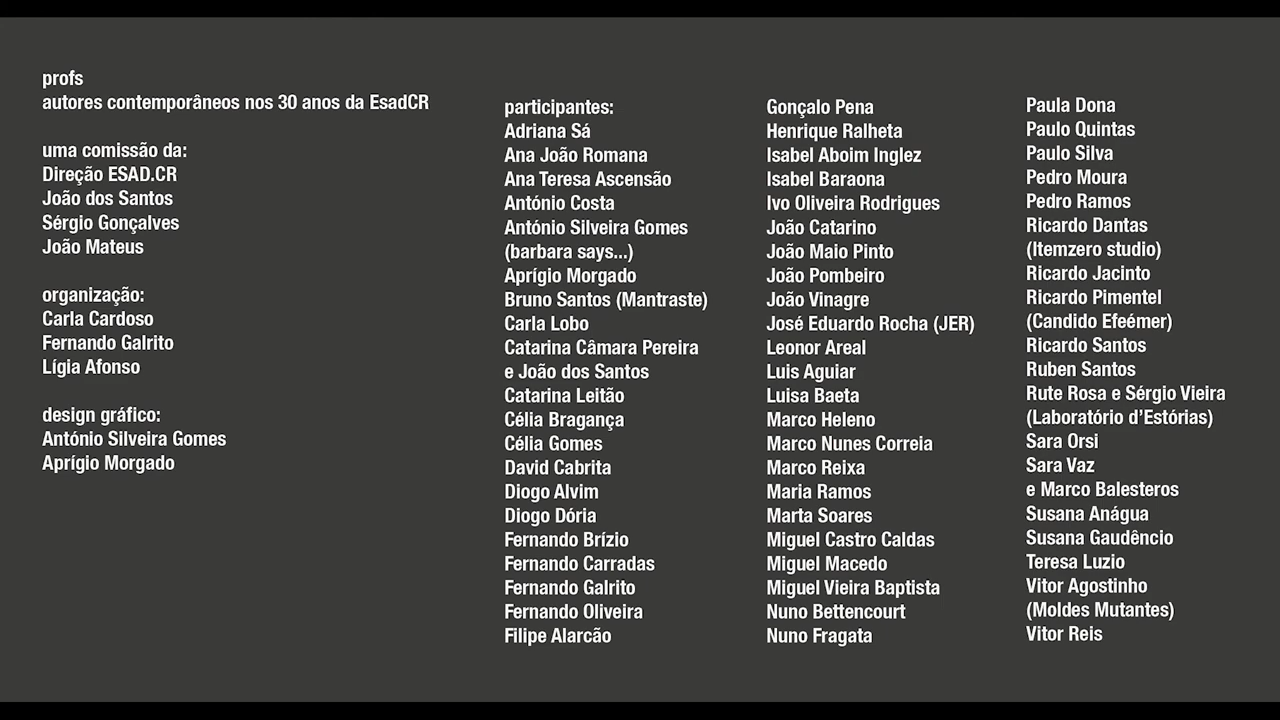 profs
autores contemporâneos nos 30 anos da EsadCR
uma comissão da:
Direção ESAD.CR
João dos Santos
Sérgio Gonçalves
João Mateus
organização:
Carla Cardoso
Fernando Galrito
Lígia Afonso
design gráfico:
António Silveira Gomes
Aprígio Morgado
participantes:
Adriana Sá
Ana João Romana
Ana Teresa Ascensão
António Costa
António Silveira Gomes
(barbara says...)
Aprígio Morgado
Bruno Santos (Mantraste)
Carla Lobo
Catarina Câmara Pereira
e João dos Santos
Catarina Leitão
Célia Bragança
Célia Gomes
David Cabrita
Diogo Alvim
Diogo Dória
Fernando Brízio
Fernando Carradas
Fernando Galrito
Fernando Oliveira
Filipe Alarcão
Gonçalo Pena
Henrique Ralheta
Isabel Aboim Inglez
Isabel Baraona
Ivo Oliveira Rodrigues
João Catarino
João Maio Pinto
João Pombeiro
João Vinagre
José Eduardo Rocha (JER)
Leonor Areal
Luis Aguiar
Luisa Baeta
Marco Heleno
Marco Nunes Correia
Marco Reixa
Maria Ramos
Marta Soares
Miguel Castro Caldas
Miguel Macedo
Miguel Vieira Baptista
Nuno Bettencourt
Nuno Fragata
Paula Dona
Paulo Quintas
Paulo Silva
Pedro Moura
Pedro Ramos
Ricardo Dantas
(Itemzero studio)
Ricardo Jacinto
Ricardo Pimentel
(Candido Efeémer)
Ricardo Santos
Ruben Santos
Rute Rosa e Sérgio Vieira
(Laboratório d'Estórias)
Sara Orsi
Sara Vaz
e Marco Balesteros
Susana Anágua
Susana Gaudêncio
Teresa Luzio
Vitor Agostinho
(Moldes Mutantes)
Vitor Reis